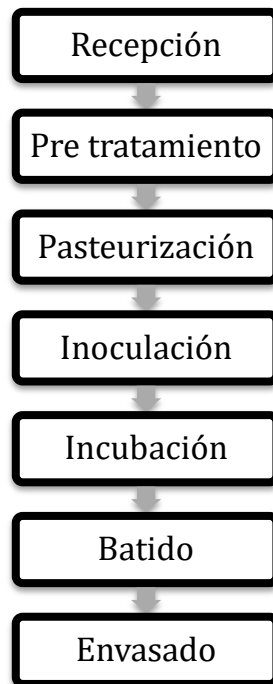 Recepción
Pre tratamiento
Pasteurización
Inoculación
Incubación
Batido
Envasado